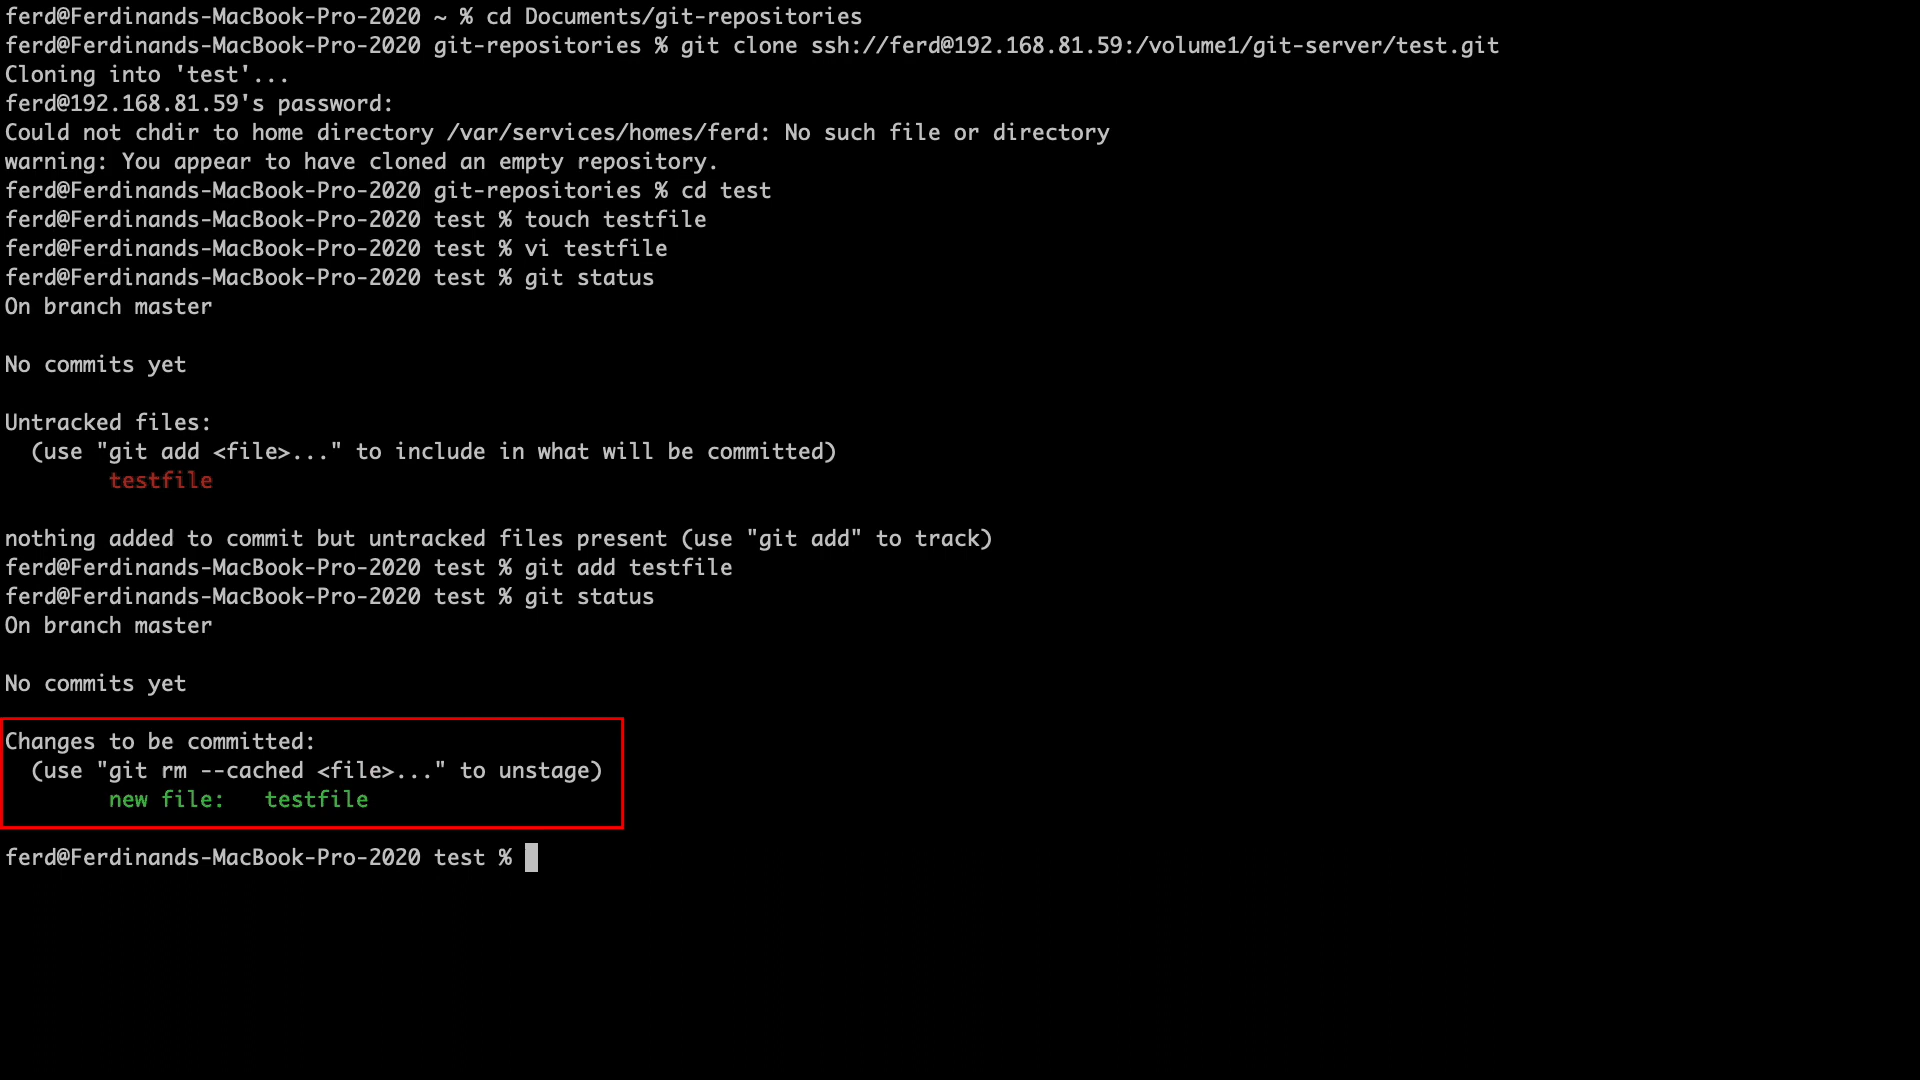 ferd@Ferdinands-MacBook-Pro-2020 ~ % cd Documents/git-repositories
ferd@Ferdinands-MacBook-Pro-2020 git-repositories % git clone ssh://ferd@192.168.81.59:/volume1/git-server/test.git
Cloning into 'test'...
ferd@192.168.81.59's password:
Could not chdir to home directory /var/services/homes/ferd: No such file or directory
warning: You appear to have cloned an empty repository.
ferd@Ferdinands-MacBook-Pro-2020 git-repositories % cd test
ferd@Ferdinands-MacBook-Pro-2020 test % touch testfile
ferd@Ferdinands-MacBook-Pro-2020 test % vi testfile
ferd@Ferdinands-MacBook-Pro-2020 test % git status
On branch master

No commits yet

Untracked files:
  (use "git add <file>..." to include in what will be committed)
        testfile

nothing added to commit but untracked files present (use "git add" to track)
ferd@Ferdinands-MacBook-Pro-2020 test % git add testfile
ferd@Ferdinands-MacBook-Pro-2020 test % git status
On branch master

No commits yet

Changes to be committed:
  (use "git rm --cached <file>..." to unstage)
        new file:   testfile

ferd@Ferdinands-MacBook-Pro-2020 test %